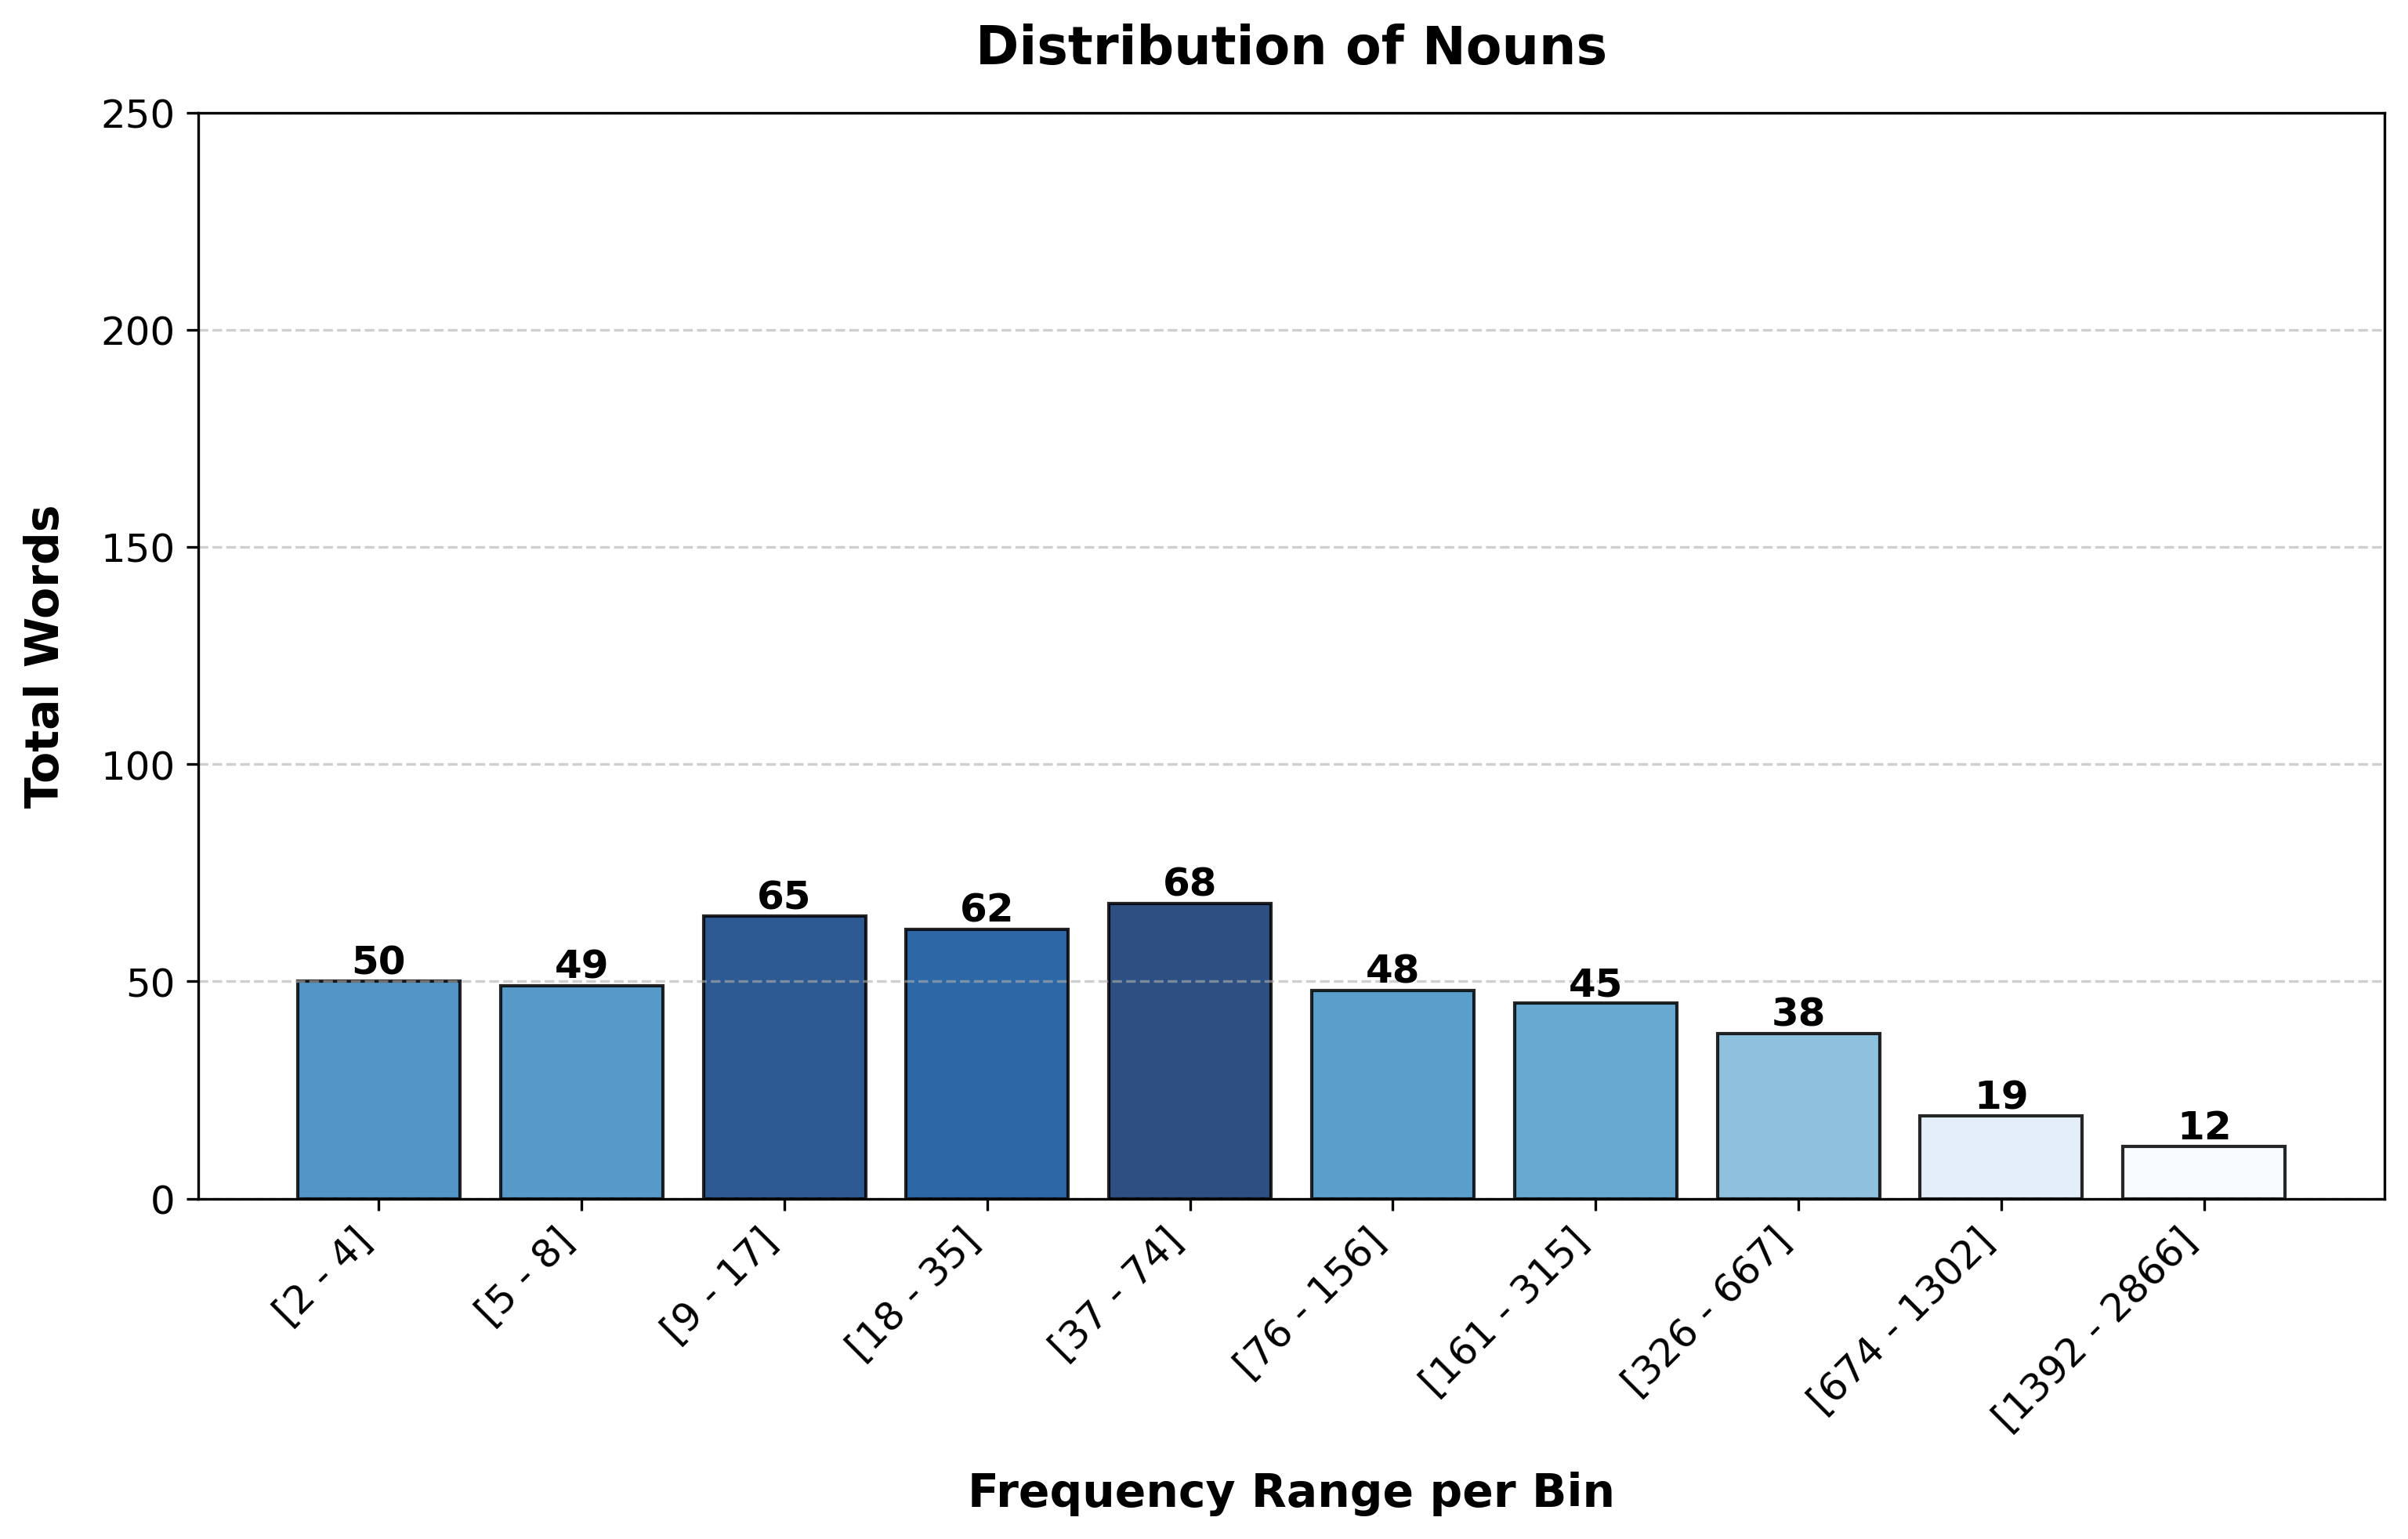 Distribution of Nouns
Total Words
250
200
150
100
50
0
50
49
65
62
68
48
45
38
19
12
[2 - 4]
[5 - 8]
[9 - 17]
[18 - 35]
[37 - 74]
[76 - 156]
[161 - 315]
[326 - 667]
[674 - 1302]
[1392 - 2866]
Frequency Range per Bin